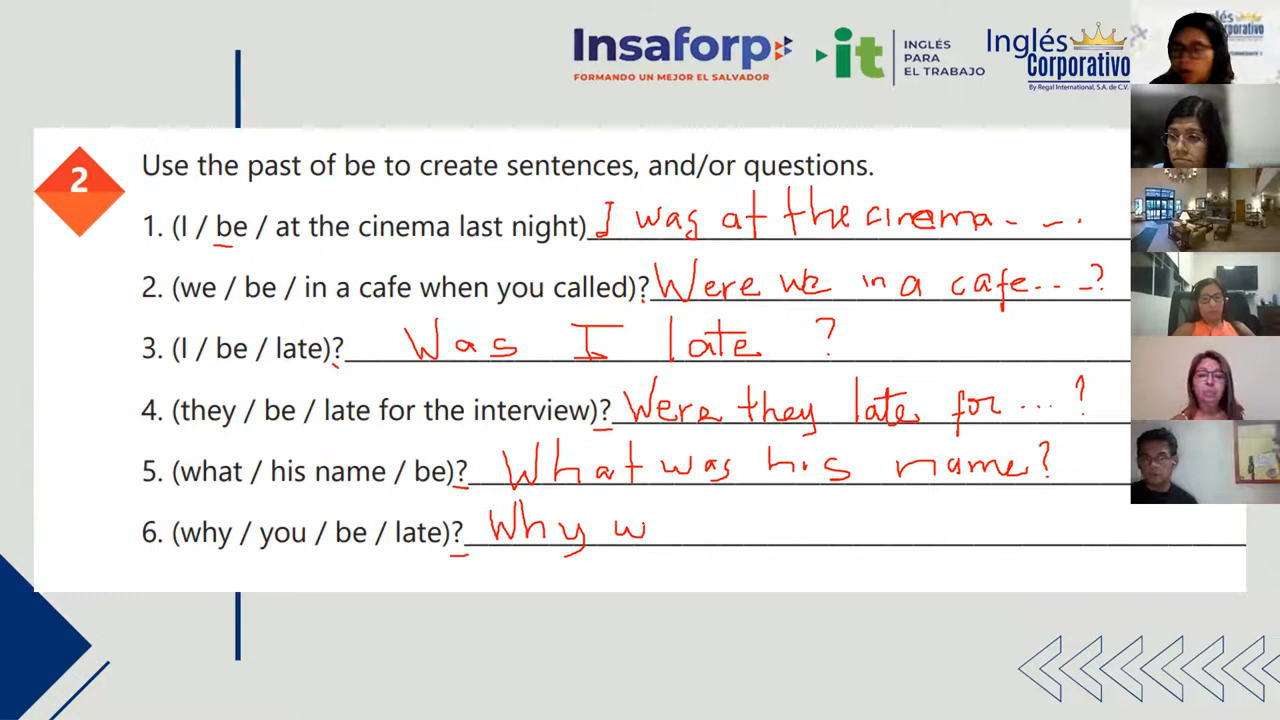 Insaforp
FORMANDO UN MEJOR EL SALVADOR
it
INGLÉS
PARA
EL TRABAJO
Inglés
Corporativo
By Regal International, S.A. de C.V.
2
Use the past of be to create sentences, and/or questions.
1. (I / be / at the cinema last night) I was at the cinema- - .
2. (we / be / in a cafe when you called)? Were we in a cafe.. -?
3. (I / be / late)? Was I late ?
4. (they / be / late for the interview)? Were they late for ... ?
5. (what / his name / be)? What was his name?
6. (why / you / be / late)? Why w